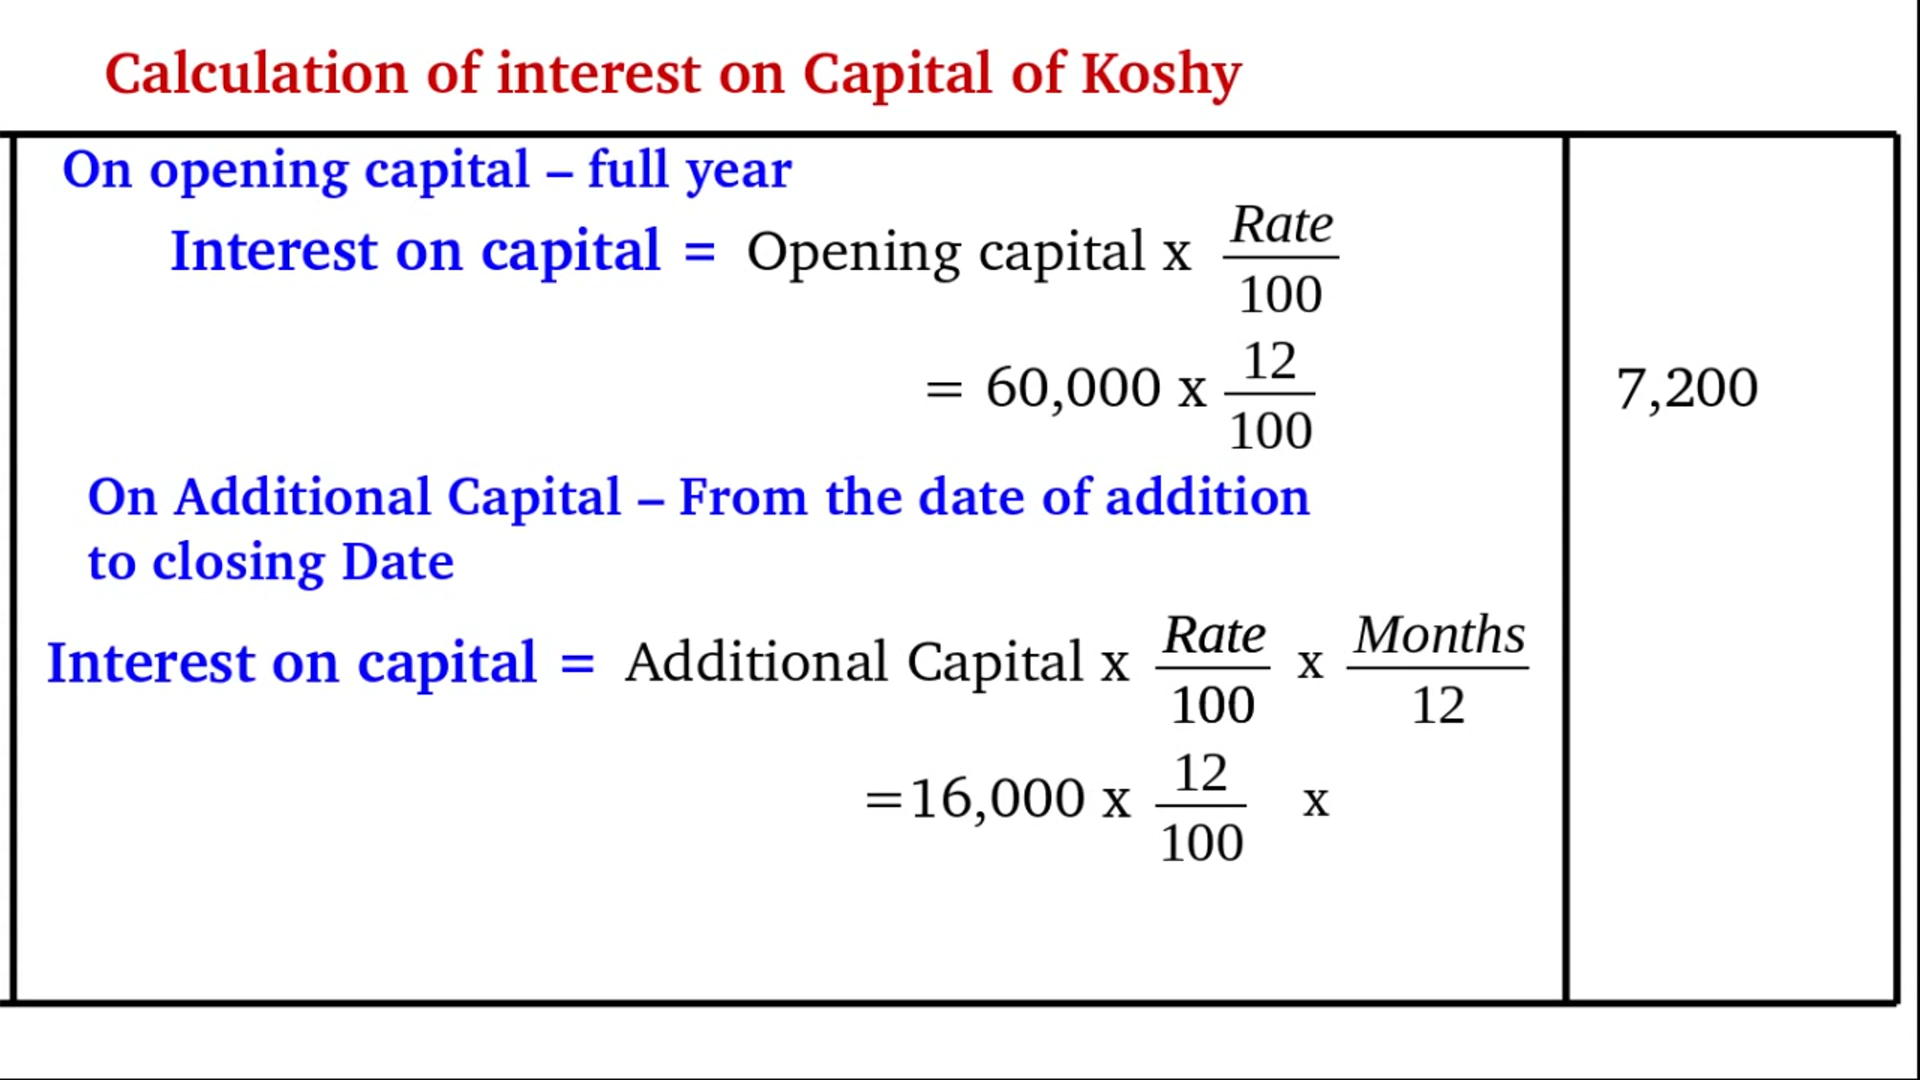 Calculation of interest on Capital of Koshy
On opening capital – full year
Interest on capital = Opening capital x Rate/100
= 60,000 x 12/100 7,200
On Additional Capital – From the date of addition
to closing Date
Interest on capital = Additional Capital x Rate/100 x Months/12
=16,000 x 12/100 x